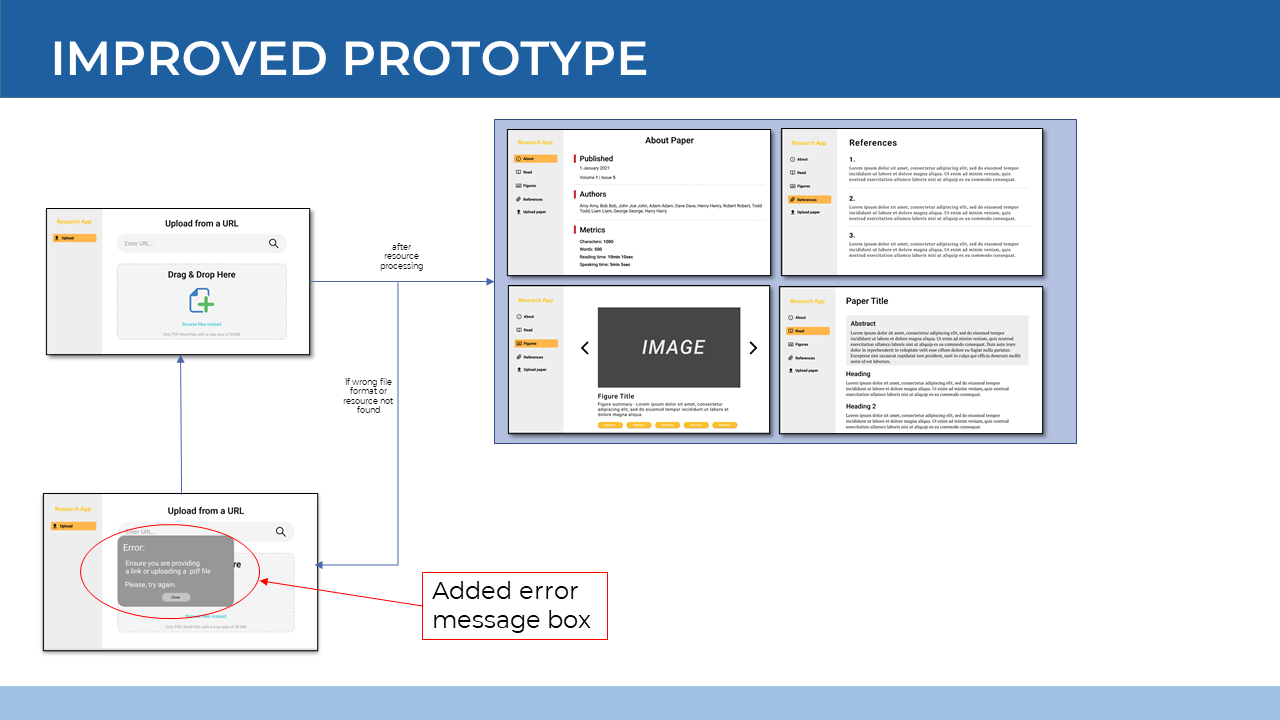 IMPROVED PROTOTYPE
Research App
Upload
Upload from a URL
Enter URL...
Drag & Drop Here
Browse files instead
Only PDF, Word files with a max size of 50 MB
after
resource
processing
If wrong file
format or
resource not
found
Research App
About
Read
Figures
References
Upload paper
About Paper
Published
1 January 2021
Volume 1 | Issue 5
Authors
Amy Amy, Bob Bob, John Joe John, Adam Adam, Dave Dave, Henry Henry, Robert Robert, Todd
Todd, Liam Liam, George George, Harry Harry
Metrics
Characters: 1000
Words: 500
Reading time: 10min 10sec
Speaking time: 5min 5sec
Research App
About
Read
Figures
References
Upload paper
References
1.
Lorem ipsum dolor sit amet, consectetur adipiscing elit, sed do eiusmod tempor
incididunt ut labore et dolore magna aliqua. Ut enim ad minim veniam, quis
nostrud exercitation ullamco laboris nisi ut aliquip ex ea commodo consequat.
2.
Lorem ipsum dolor sit amet, consectetur adipiscing elit, sed do eiusmod tempor
incididunt ut labore et dolore magna aliqua. Ut enim ad minim veniam, quis
nostrud exercitation ullamco laboris nisi ut aliquip ex ea commodo consequat.
3.
Lorem ipsum dolor sit amet, consectetur adipiscing elit, sed do eiusmod tempor
incididunt ut labore et dolore magna aliqua. Ut enim ad minim veniam, quis
nostrud exercitation ullamco laboris nisi ut aliquip ex ea commodo consequat.
Research App
About
Read
Figures
References
Upload paper
IMAGE
Figure Title
Figure summary - Lorem ipsum dolor sit amet, consectetur
adipiscing elit, sed do eiusmod tempor incididunt ut labore et
dolore magna aliqua.
Research App
About
Read
Figures
References
Upload paper
Paper Title
Abstract
Lorem ipsum dolor sit amet, consectetur adipiscing elit, sed do eiusmod tempor
incididunt ut labore et dolore magna aliqua. Ut enim ad minim veniam, quis nostrud
exercitation ullamco laboris nisi ut aliquip ex ea commodo consequat. Duis aute irure
dolor in reprehenderit in voluptate velit esse cillum dolore eu fugiat nulla pariatur.
Excepteur sint occaecat cupidatat non proident, sunt in culpa qui officia deserunt mollit
anim id est laborum.
Heading
Lorem ipsum dolor sit amet, consectetur adipiscing elit, sed do eiusmod tempor
incididunt ut labore et dolore magna aliqua. Ut enim ad minim veniam, quis nostrud
exercitation ullamco laboris nisi ut aliquip ex ea commodo consequat.
Heading 2
Lorem ipsum dolor sit amet, consectetur adipiscing elit, sed do eiusmod tempor
incididunt ut labore et dolore magna aliqua. Ut enim ad minim veniam, quis nostrud
exercitation ullamco laboris nisi ut aliquip ex ea commodo consequat.
Research App
Upload
Upload from a URL
Enter URL...
re
Error:
Ensure you are providing
a link or uploading a .pdf file
Please, try again.
Close
Browse files instead
Only PDF, Word files with a max size of 50 MB
Added error
message box